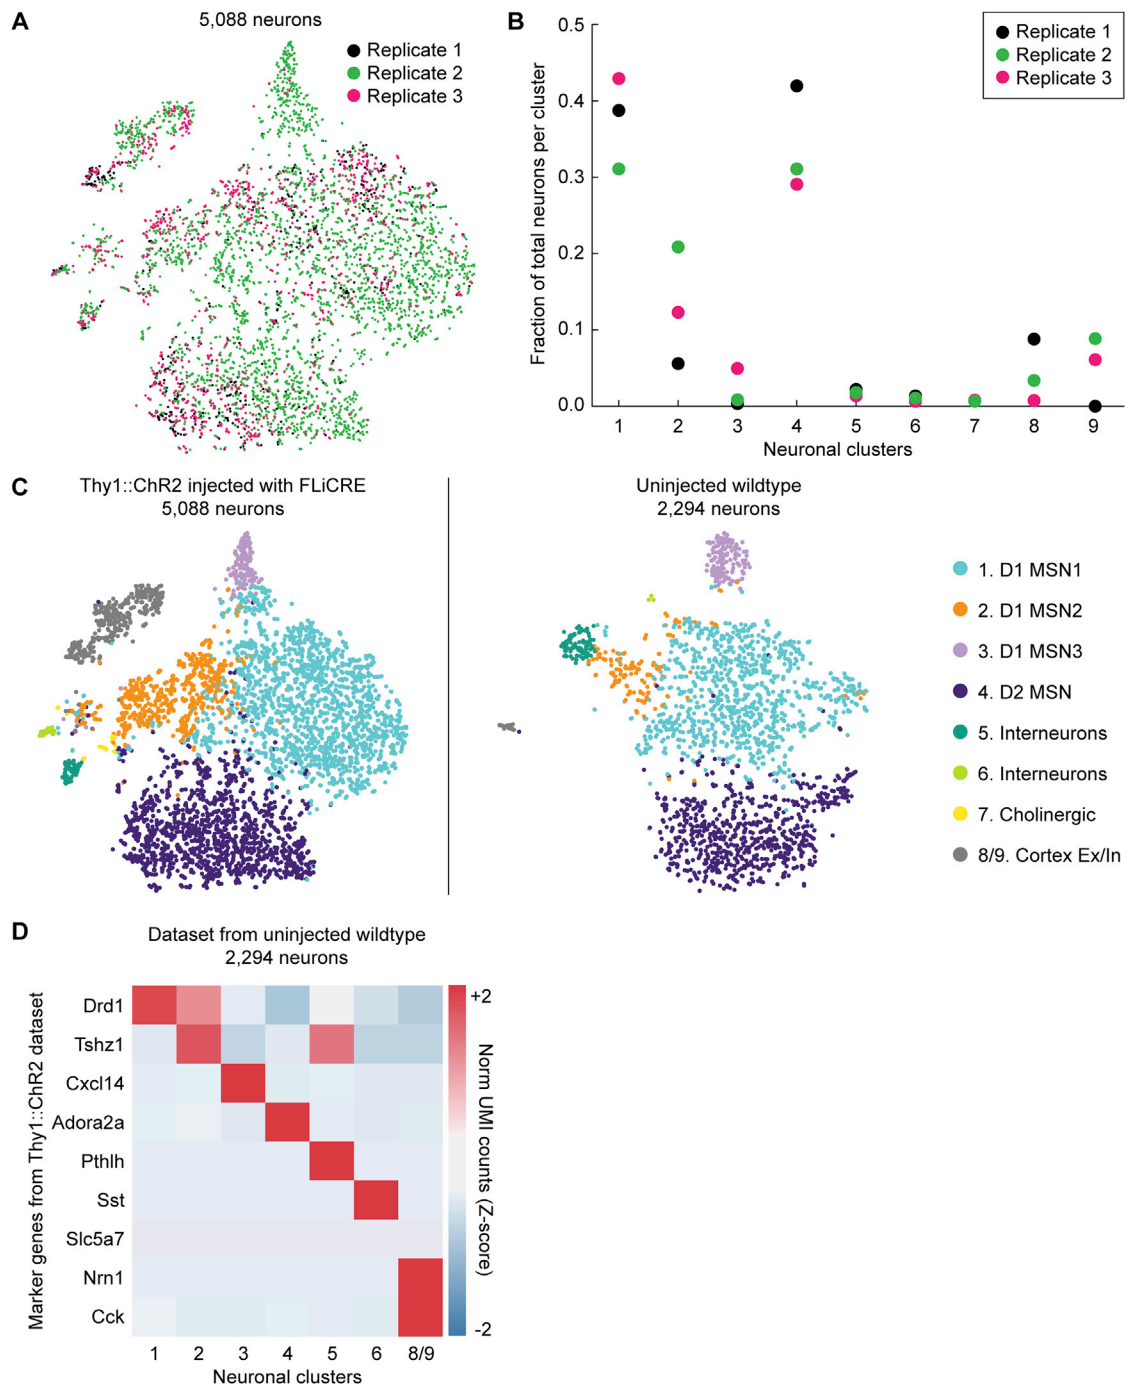 A
5,088 neurons
Replicate 1
Replicate 2
Replicate 3
B
Fraction of total neurons per cluster
0.5
0.4
0.3
0.2
0.1
0.0
1 2 3 4 5 6 7 8 9
Neuronal clusters
Replicate 1
Replicate 2
Replicate 3
C
Thy1::ChR2 injected with FLiCRE
5,088 neurons
Uninjected wildtype
2,294 neurons
1. D1 MSN1
2. D1 MSN2
3. D1 MSN3
4. D2 MSN
5. Interneurons
6. Interneurons
7. Cholinergic
8/9. Cortex Ex/In
D
Dataset from uninjected wildtype
2,294 neurons
Marker genes from Thy1::ChR2 dataset
Drd1
Tshz1
Cxcl14
Adora2a
Pthlh
Sst
Slc5a7
Nrn1
Cck
1 2 3 4 5 6 8/9
Neuronal clusters
+2
Norm UMI counts (Z-score)
-2